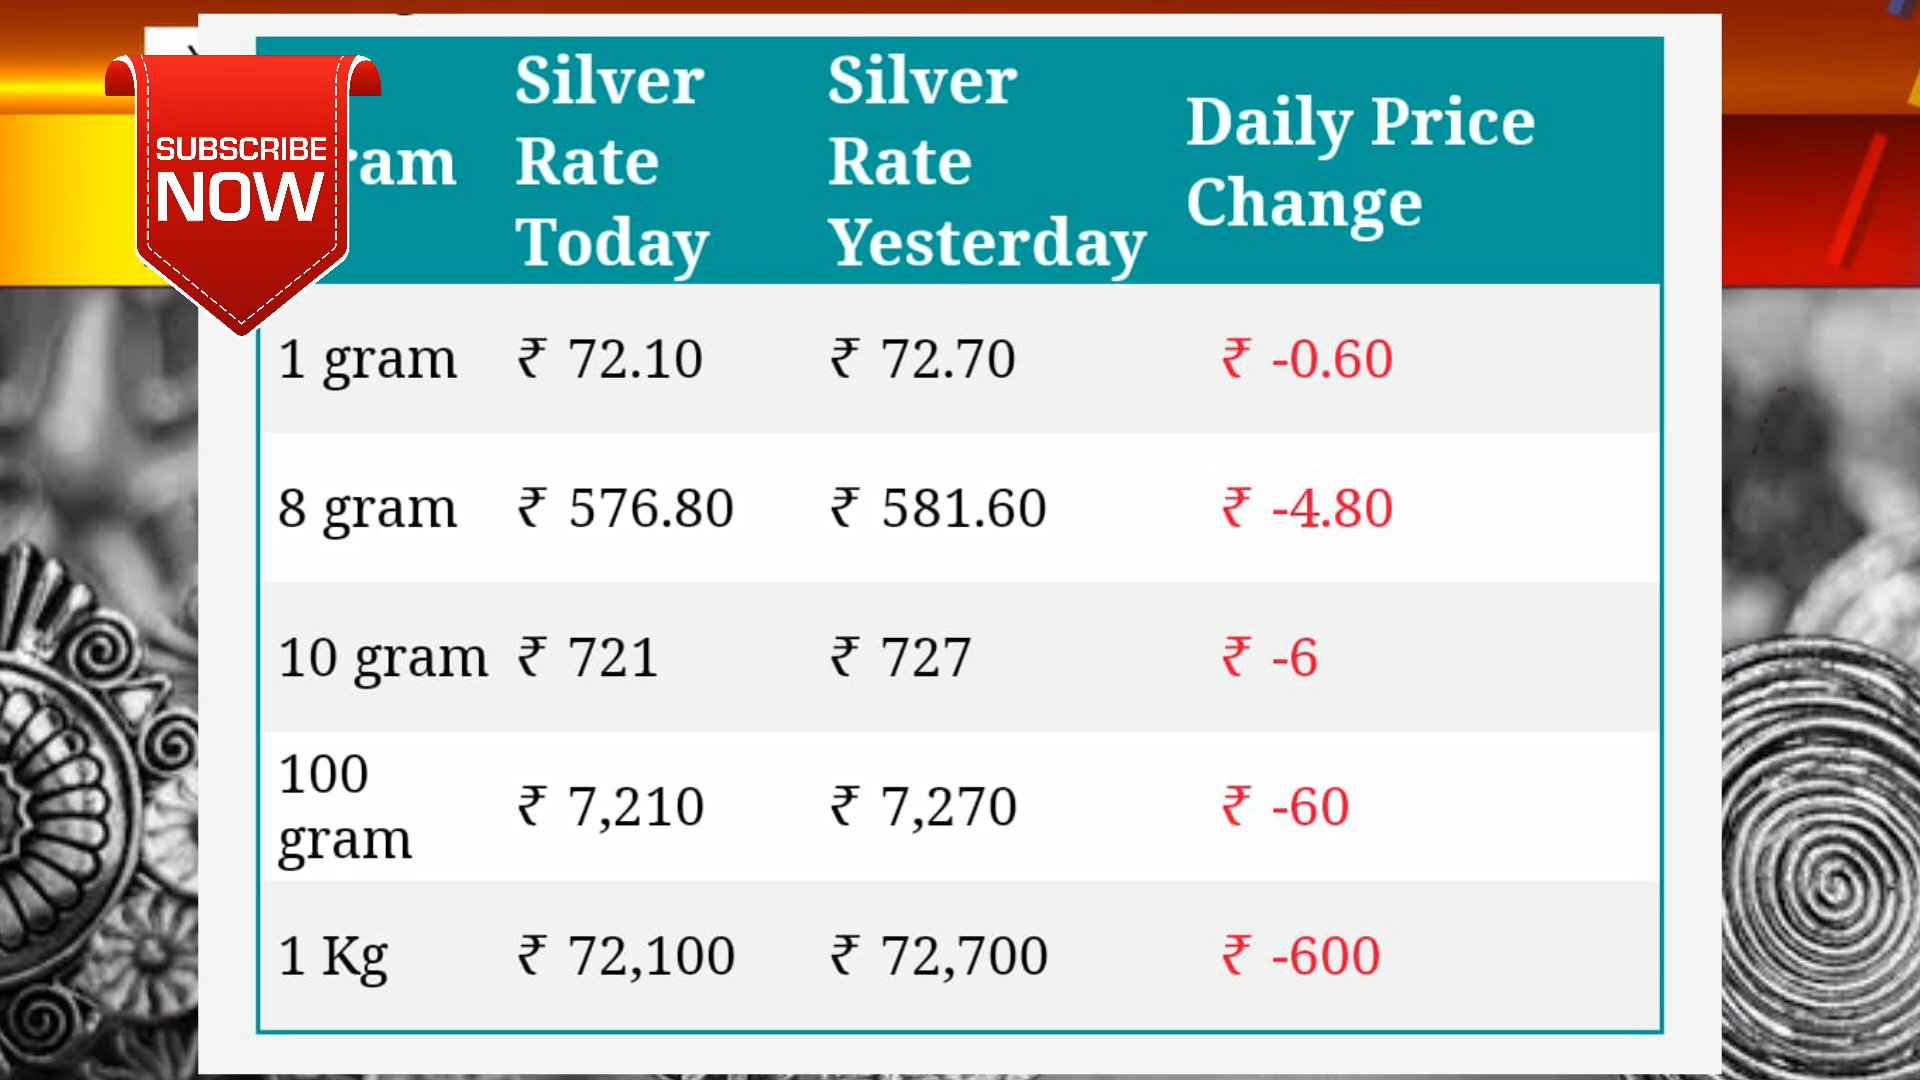 SUBSCRIBE
NOW
Silver
Rate
Today
Silver
Rate
Yesterday
Daily Price
Change
1 gram ₹ 72.10 ₹ 72.70 ₹ -0.60
8 gram ₹ 576.80 ₹ 581.60 ₹ -4.80
10 gram ₹ 721 ₹ 727 ₹ -6
100
gram ₹ 7,210 ₹ 7,270 ₹ -60
1 Kg ₹ 72,100 ₹ 72,700 ₹ -600